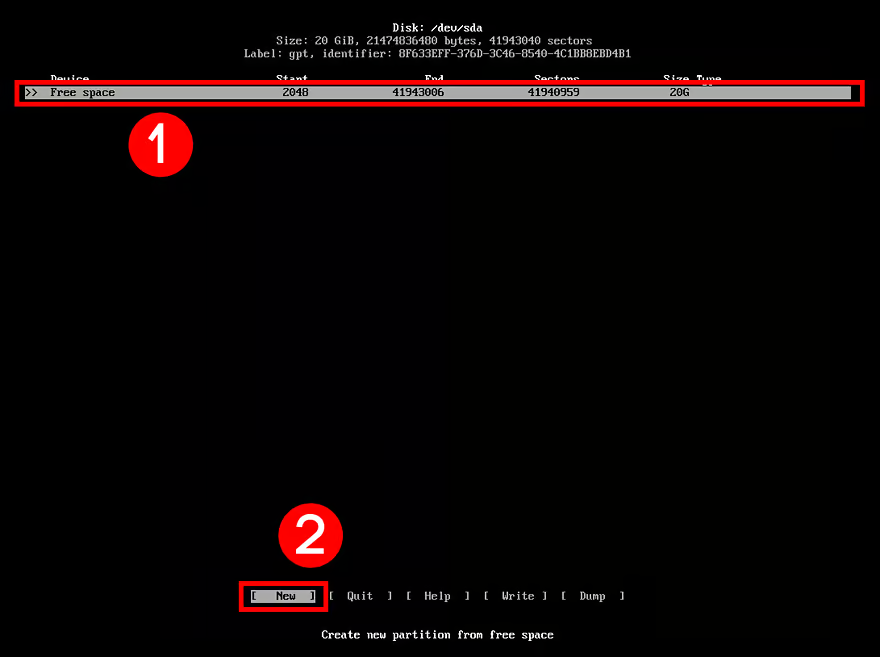 Disk: /dev/sda
Size: 20 GiB, 21474836480 bytes, 41943040 sectors
Label: gpt, identifier: 8F633EFF-376D-3C46-8540-4C1BB8EBD4B1
Device Start End Sectors Size Type
>> Free space 2048 41943006 41940959 20G
1
2
[ New ] [ Quit ] [ Help ] [ Write ] [ Dump ]
Create new partition from free space